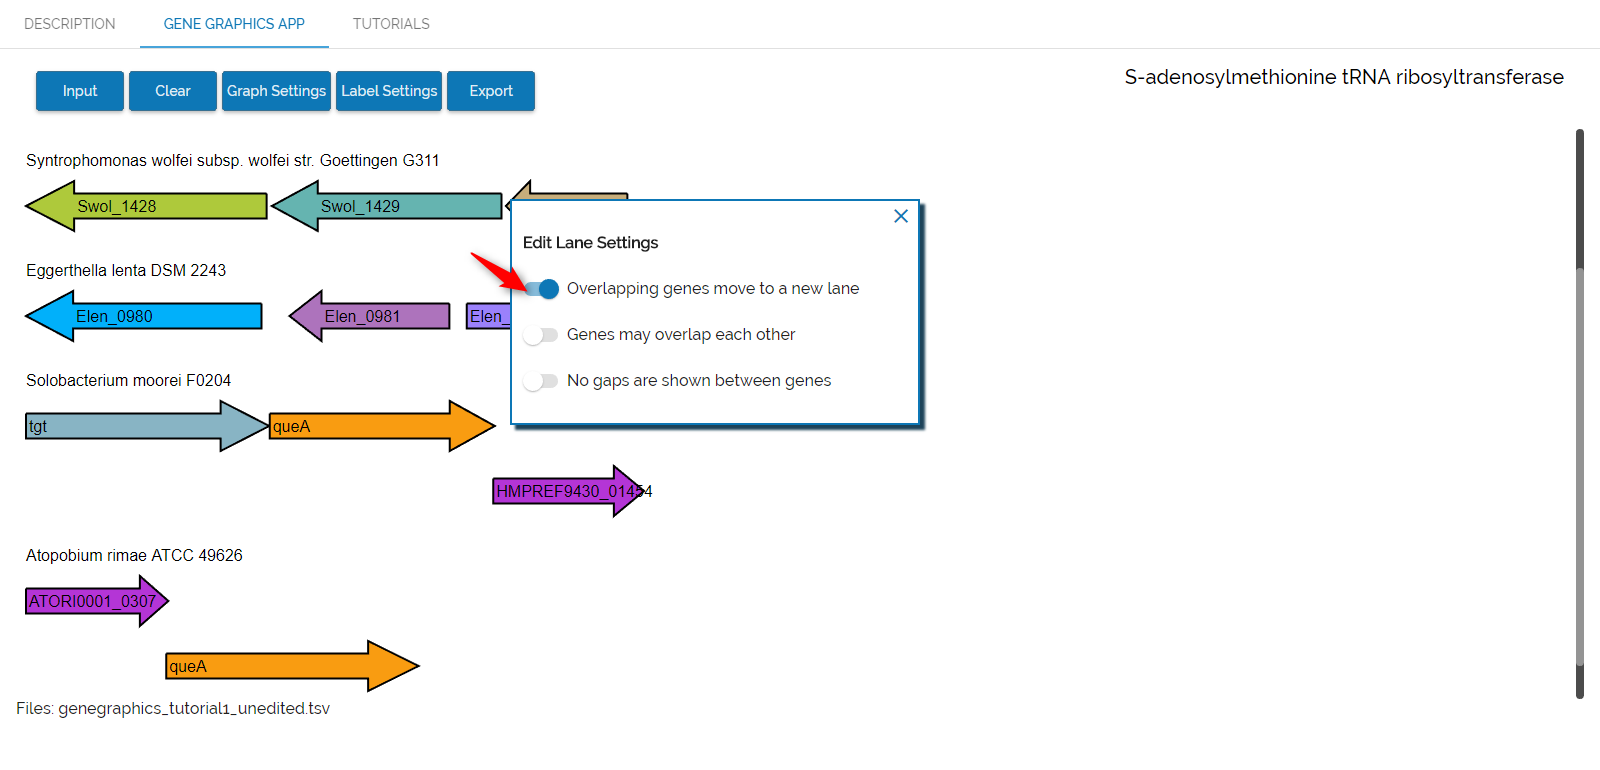 DESCRIPTION GENE GRAPHICS APP TUTORIALS
Input Clear Graph Settings Label Settings Export
S-adenosylmethionine tRNA ribosyltransferase
Syntrophomonas wolfei subsp. wolfei str. Goettingen G311
Swol_1428 Swol_1429
Eggerthella lenta DSM 2243
Elen_0980 Elen_0981 Elen_
Edit Lane Settings
Overlapping genes move to a new lane
Genes may overlap each other
No gaps are shown between genes
Solobacterium moorei F0204
tgt queA
HMPREF9430_01454
Atopobium rimae ATCC 49626
ATORI0001_0307
queA
Files: genegraphics_tutorial1_unedited.tsv